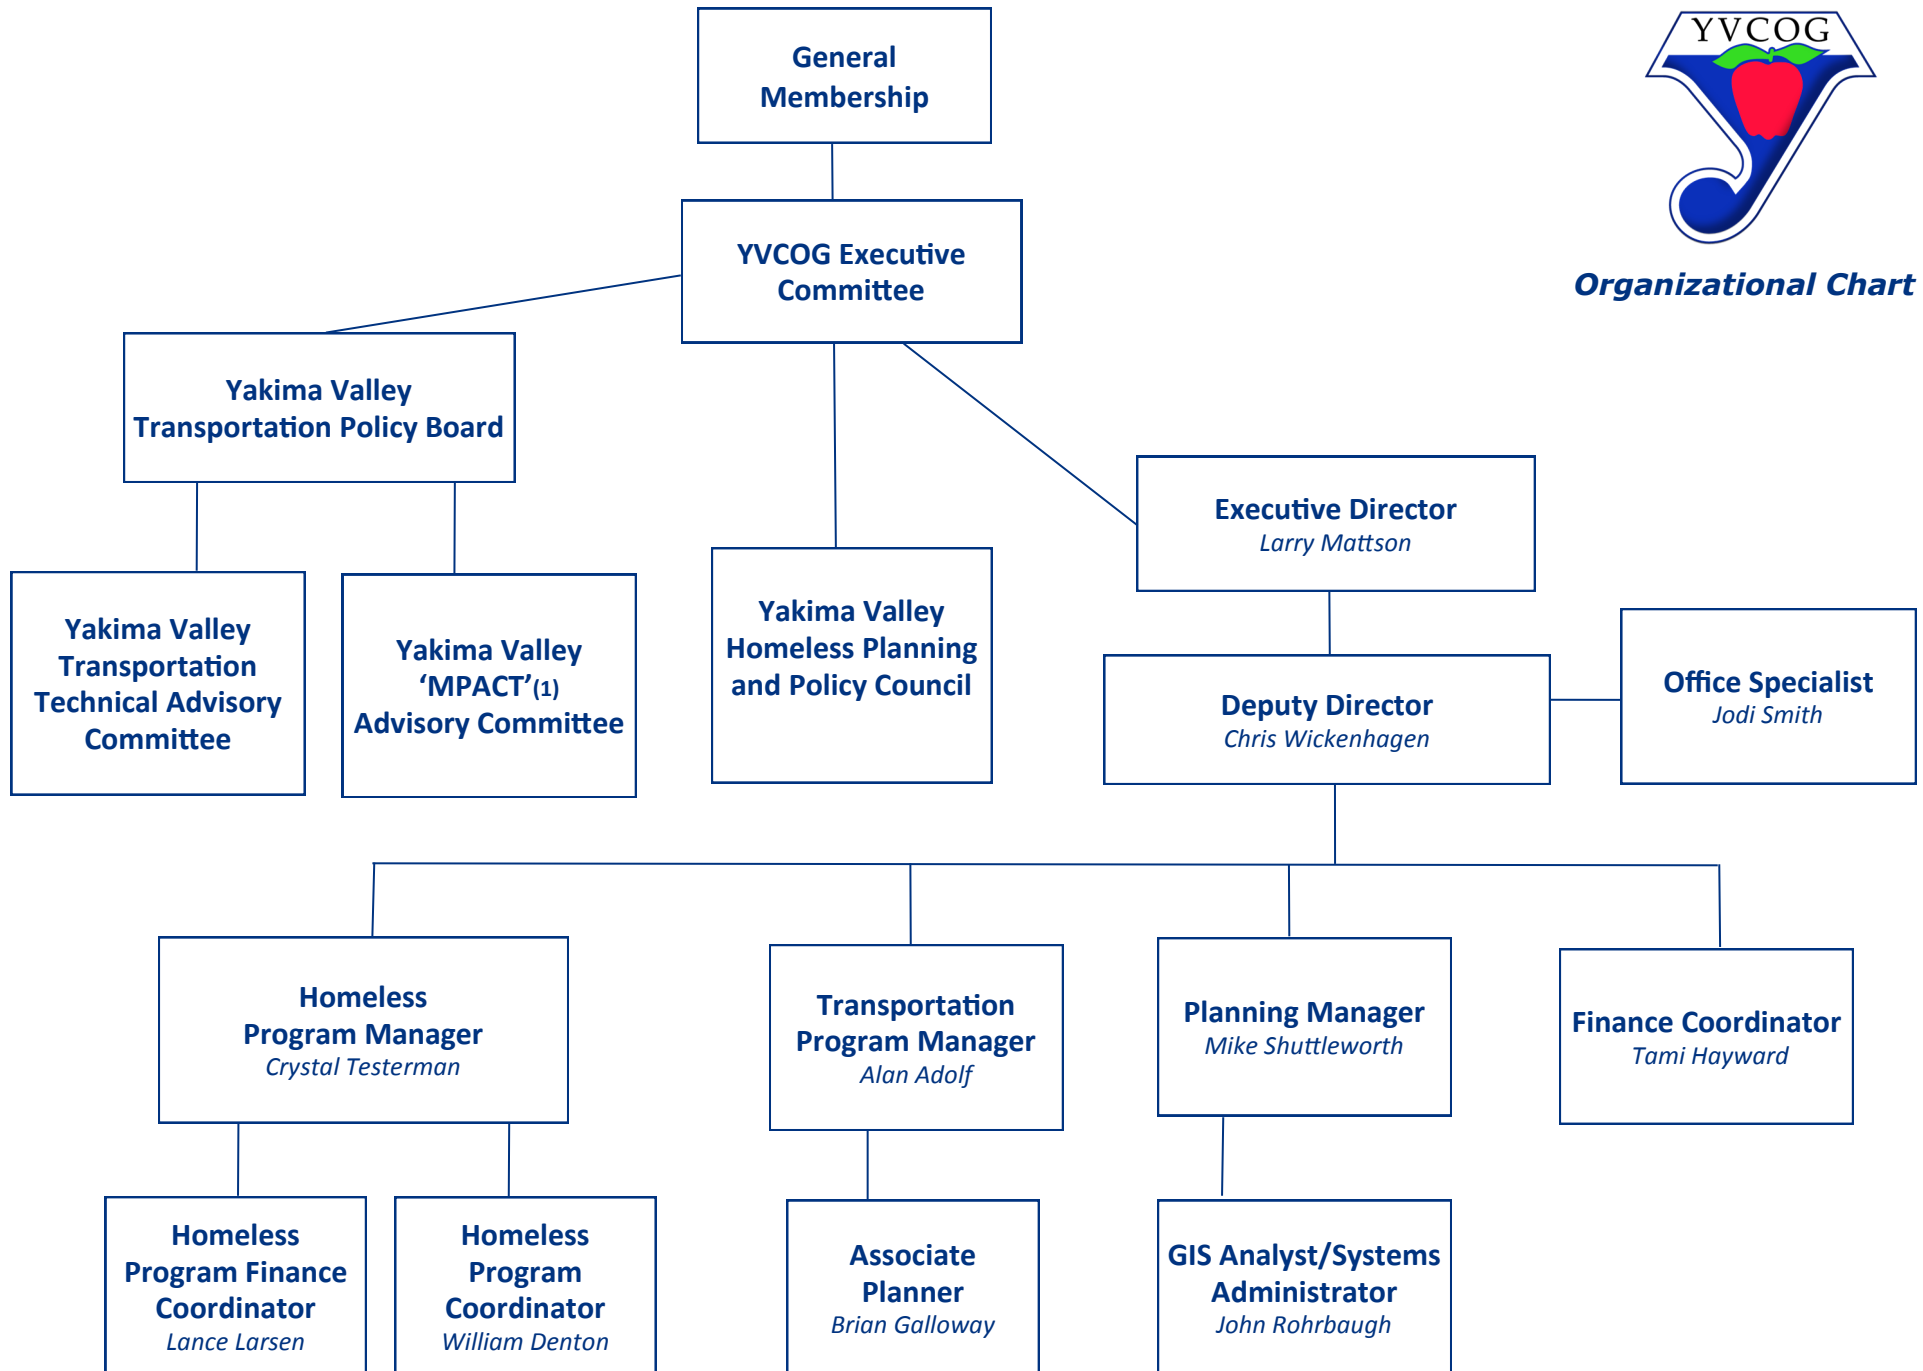 YVCOG
Organizational Chart
General
Membership
YVCOG Executive
Committee
Yakima Valley
Transportation Policy Board
Executive Director
Larry Mattson
Yakima Valley
Transportation
Technical Advisory
Committee
Yakima Valley
‘MPACT’(1)
Advisory Committee
Yakima Valley
Homeless Planning
and Policy Council
Deputy Director
Chris Wickenhagen
Office Specialist
Jodi Smith
Homeless
Program Manager
Crystal Testerman
Transportation
Program Manager
Alan Adolf
Planning Manager
Mike Shuttleworth
Finance Coordinator
Tami Hayward
Homeless
Program Finance
Coordinator
Lance Larsen
Homeless
Program
Coordinator
William Denton
Associate
Planner
Brian Galloway
GIS Analyst/Systems
Administrator
John Rohrbaugh